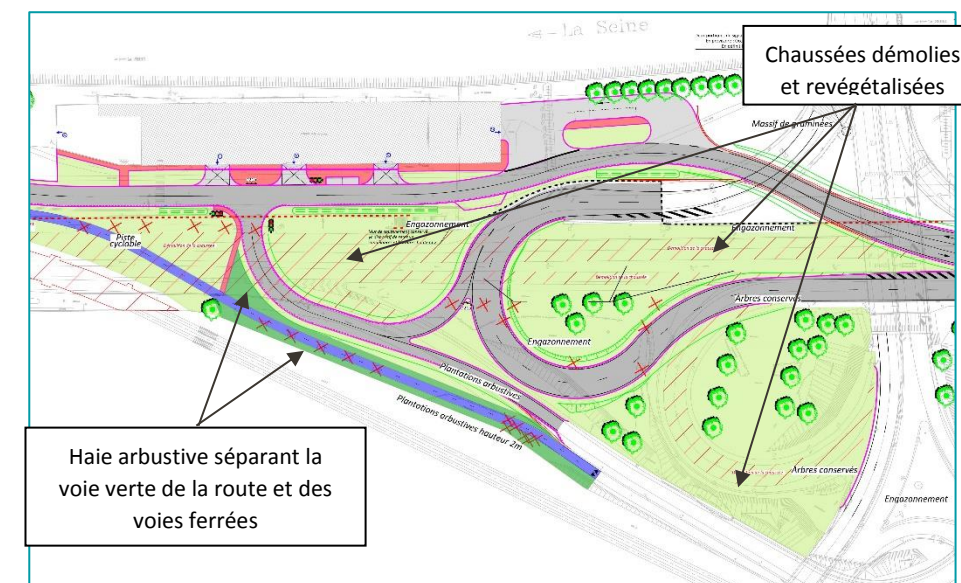 <- La Seine
Chaussées démolies
et revégétalisées
Massif de graminées
Engazonnement
Engazonnement
Piste
cyclable
Arbres conservés
Engazonnement
Plantations arbustives
Plantations arbustives hauteur 2m
Arbres conservés
Engazonnement
Haie arbustive séparant la
voie verte de la route et des
voies ferrées